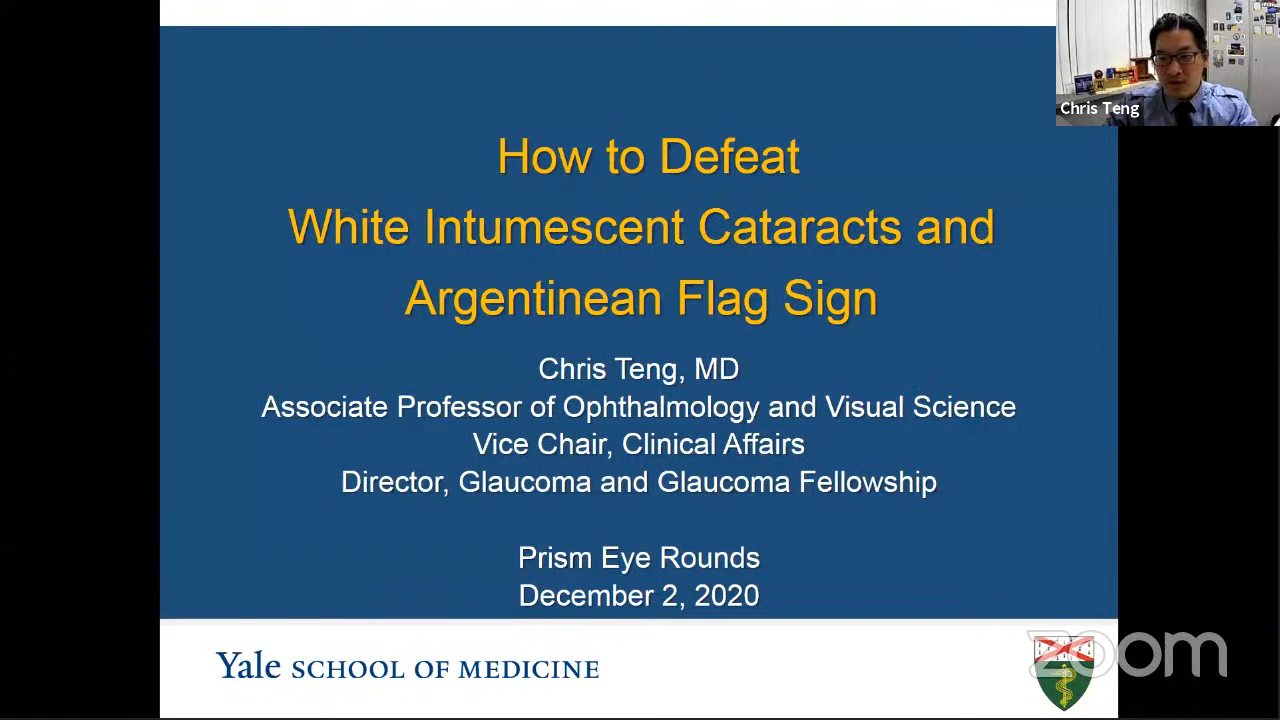 Chris Teng
How to Defeat
White Intumescent Cataracts and
Argentinean Flag Sign
Chris Teng, MD
Associate Professor of Ophthalmology and Visual Science
Vice Chair, Clinical Affairs
Director, Glaucoma and Glaucoma Fellowship
Prism Eye Rounds
December 2, 2020
Yale SCHOOL OF MEDICINE
zoom